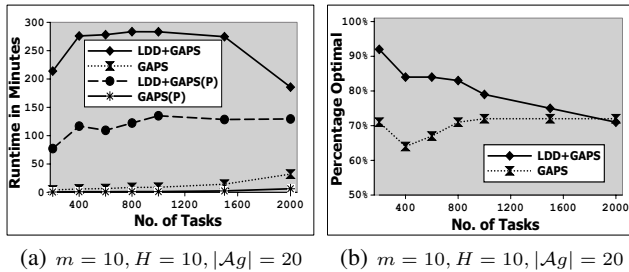 300
250
200
150
100
50
0
Runtime in Minutes
LDD+GAPS
GAPS
LDD+GAPS(P)
GAPS(P)
400 800 1200 1600 2000
No. of Tasks
100%
90%
80%
70%
60%
50%
Percentage Optimal
LDD+GAPS
GAPS
400 800 1200 1600 2000
No. of Tasks
(a) m = 10, H = 10, |𝒜g| = 20
(b) m = 10, H = 10, |𝒜g| = 20